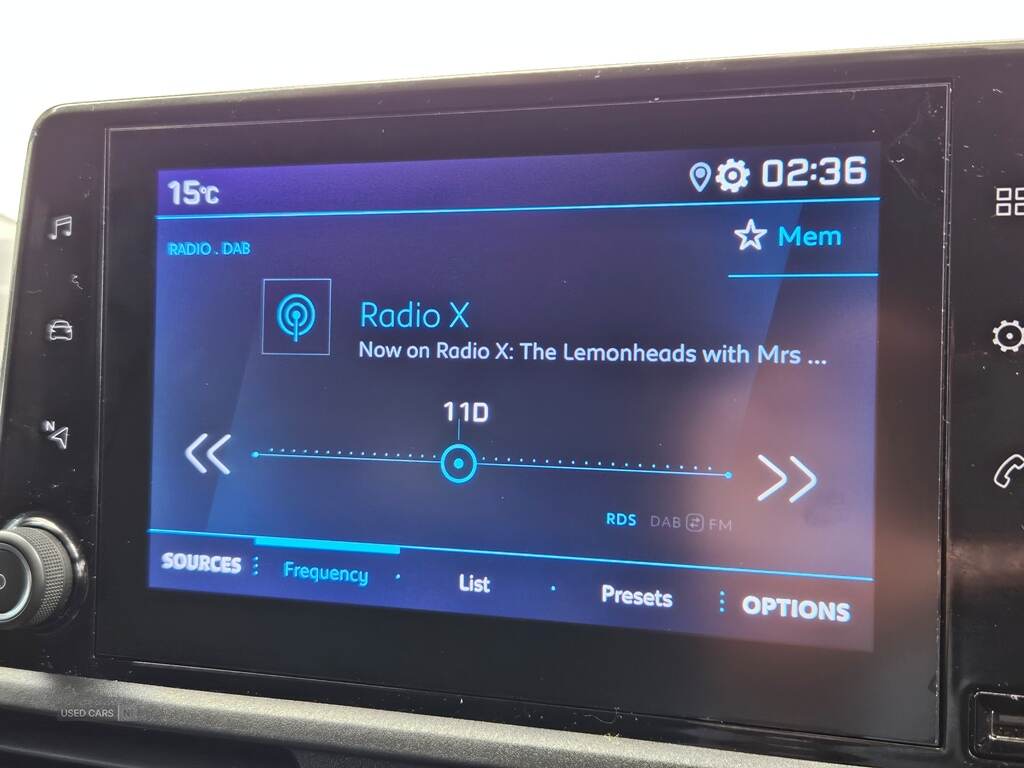 15°C
02:36
RADIO . DAB
Mem
Radio X
Now on Radio X: The Lemonheads with Mrs ...
11D
N
RDS DAB FM
SOURCES Frequency List Presets OPTIONS
USED CARS